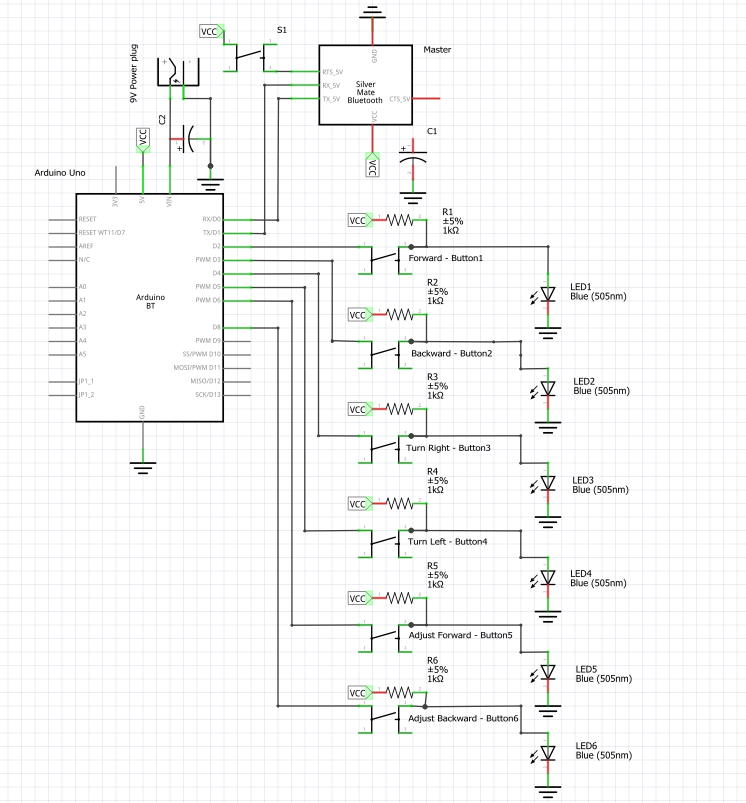 VCC
S1
9V Power plug
+
-
Master
GND
RTS_5V
RX_5V
TX_5V
CTS_5V
Silver
Mate
Bluetooth
VCC
C2
+
VCC
VCC
C1
+
Arduino Uno
3V3
5V
VIN
RESET
RESET WT11/D7
AREF
N/C
A0
A1
A2
A3
A4
A5
JP1_1
JP1_2
Arduino
BT
RX/D0
TX/D1
D2
PWM D3
D4
PWM D5
PWM D6
D8
PWM D9
SS/PWM D10
MOSI/PWM D11
MISO/D12
SCK/D13
GND
VCC
R1
±5%
1kΩ
Forward - Button1
LED1
Blue (505nm)
VCC
R2
±5%
1kΩ
Backward - Button2
LED2
Blue (505nm)
VCC
R3
±5%
1kΩ
Turn Right - Button3
LED3
Blue (505nm)
VCC
R4
±5%
1kΩ
Turn Left - Button4
LED4
Blue (505nm)
VCC
R5
±5%
1kΩ
Adjust Forward - Button5
LED5
Blue (505nm)
VCC
R6
±5%
1kΩ
Adjust Backward - Button6
LED6
Blue (505nm)